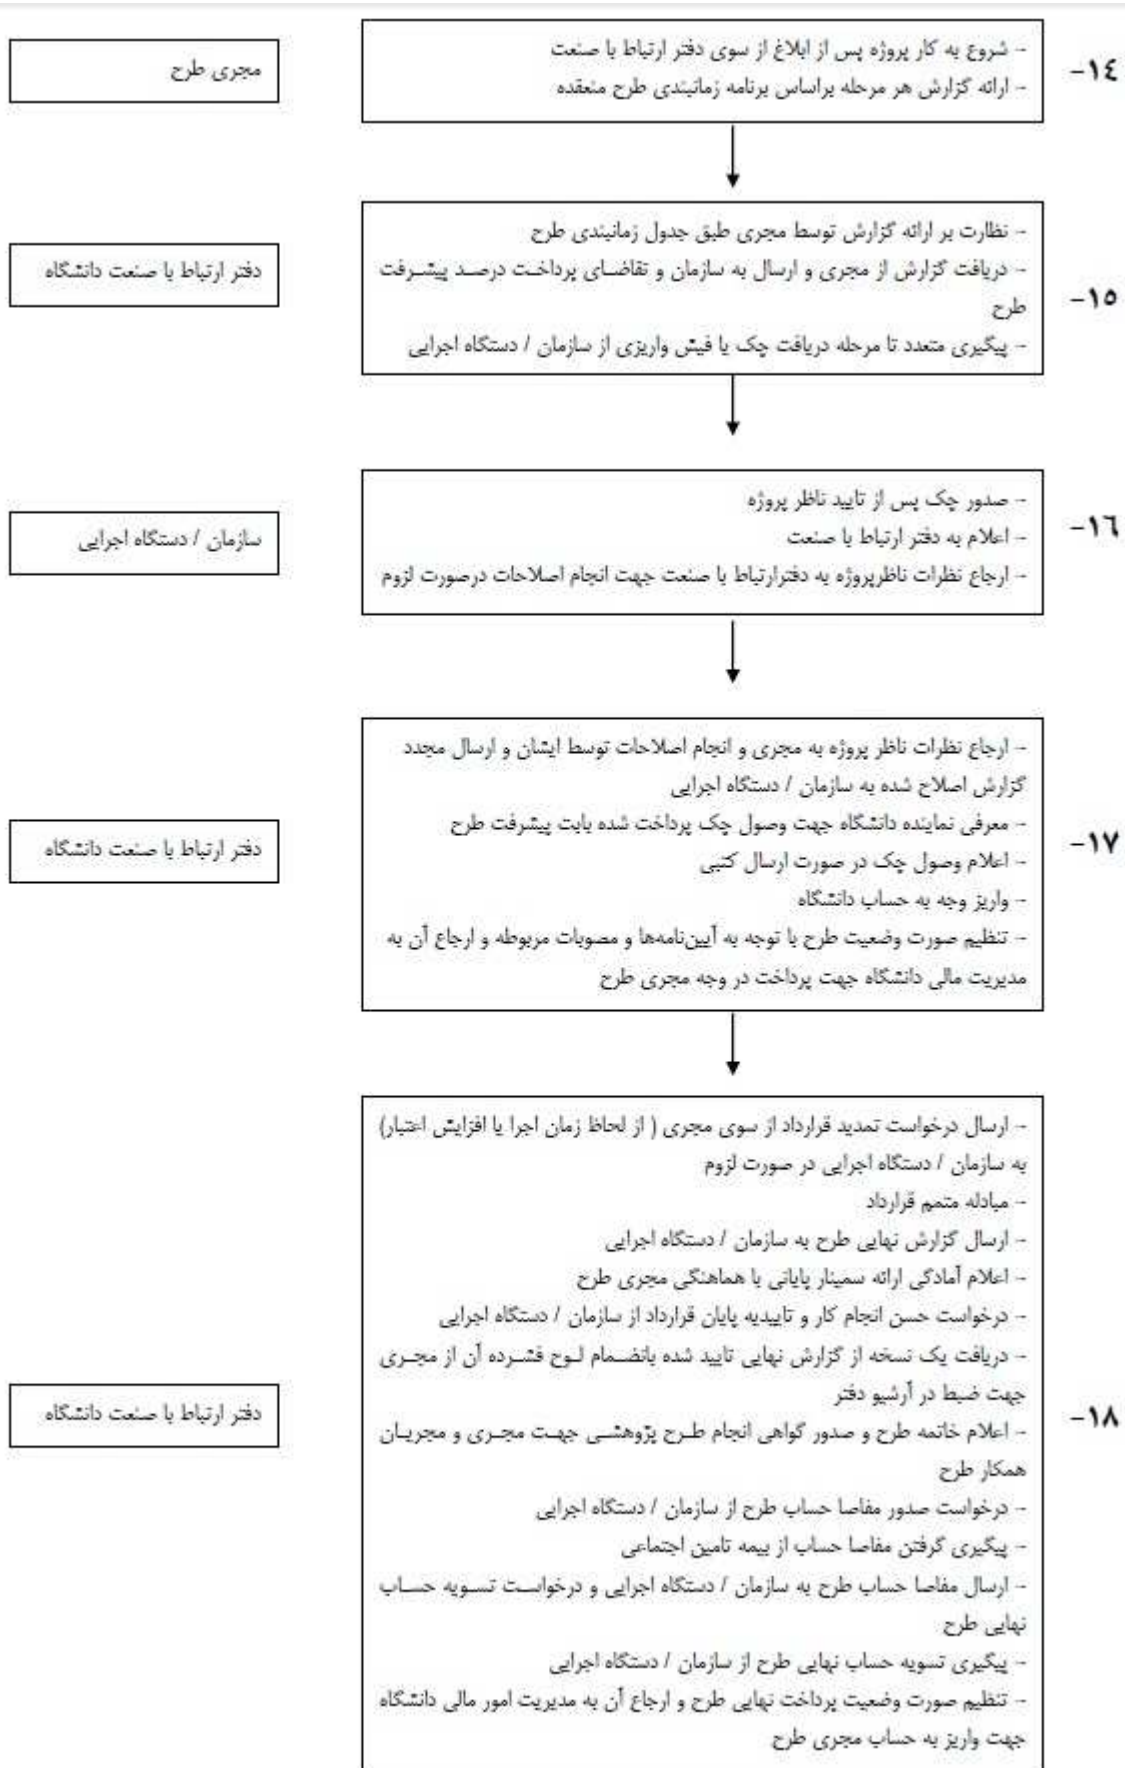 ۱٤-
- شروع به کار پروژه پس از ابلاغ از سوی دفتر ارتباط با صنعت
- ارائه گزارش هر مرحله براساس برنامه زمانبندی طرح منعقده
مجری طرح
۱٥-
- نظارت بر ارائه گزارش توسط مجری طبق جدول زمانبندی طرح
- دریافت گزارش از مجری و ارسال به سازمان و تقاضای پرداخت درصد پیشرفت
طرح
- پیگیری متعدد تا مرحله دریافت چک یا فیش واریزی از سازمان / دستگاه اجرایی
دفتر ارتباط با صنعت دانشگاه
۱٦-
- صدور چک پس از تایید ناظر پروژه
- اعلام به دفتر ارتباط با صنعت
- ارجاع نظرات ناظرپروژه به دفترارتباط با صنعت جهت انجام اصلاحات درصورت لزوم
سازمان / دستگاه اجرایی
۱۷-
- ارجاع نظرات ناظر پروژه به مجری و انجام اصلاحات توسط ایشان و ارسال مجدد
گزارش اصلاح شده به سازمان / دستگاه اجرایی
- معرفی نماینده دانشگاه جهت وصول چک پرداخت شده بابت پیشرفت طرح
- اعلام وصول چک در صورت ارسال کتبی
- واریز وجه به حساب دانشگاه
- تنظیم صورت وضعیت طرح با توجه به آیین‌نامه‌ها و مصوبات مربوطه و ارجاع آن به
مدیریت مالی دانشگاه جهت پرداخت در وجه مجری طرح
دفتر ارتباط با صنعت دانشگاه
۱۸-
- ارسال درخواست تمدید قرارداد از سوی مجری ( از لحاظ زمان اجرا یا افزایش اعتبار)
به سازمان / دستگاه اجرایی در صورت لزوم
- مبادله متمم قرارداد
- ارسال گزارش نهایی طرح به سازمان / دستگاه اجرایی
- اعلام آمادگی ارائه سمینار پایانی با هماهنگی مجری طرح
- درخواست حسن انجام کار و تاییدیه پایان قرارداد از سازمان / دستگاه اجرایی
- دریافت یک نسخه از گزارش نهایی تایید شده بانضمام لوح فشرده آن از مجری
جهت ضبط در آرشیو دفتر
- اعلام خاتمه طرح و صدور گواهی انجام طرح پژوهشی جهت مجری و مجریان
همکار طرح
- درخواست صدور مفاصا حساب طرح از سازمان / دستگاه اجرایی
- پیگیری گرفتن مفاصا حساب از بیمه تامین اجتماعی
- ارسال مفاصا حساب طرح به سازمان / دستگاه اجرایی و درخواست تسویه حساب
نهایی طرح
- پیگیری تسویه حساب نهایی طرح از سازمان / دستگاه اجرایی
- تنظیم صورت وضعیت پرداخت نهایی طرح و ارجاع آن به مدیریت امور مالی دانشگاه
جهت واریز به حساب مجری طرح
دفتر ارتباط با صنعت دانشگاه